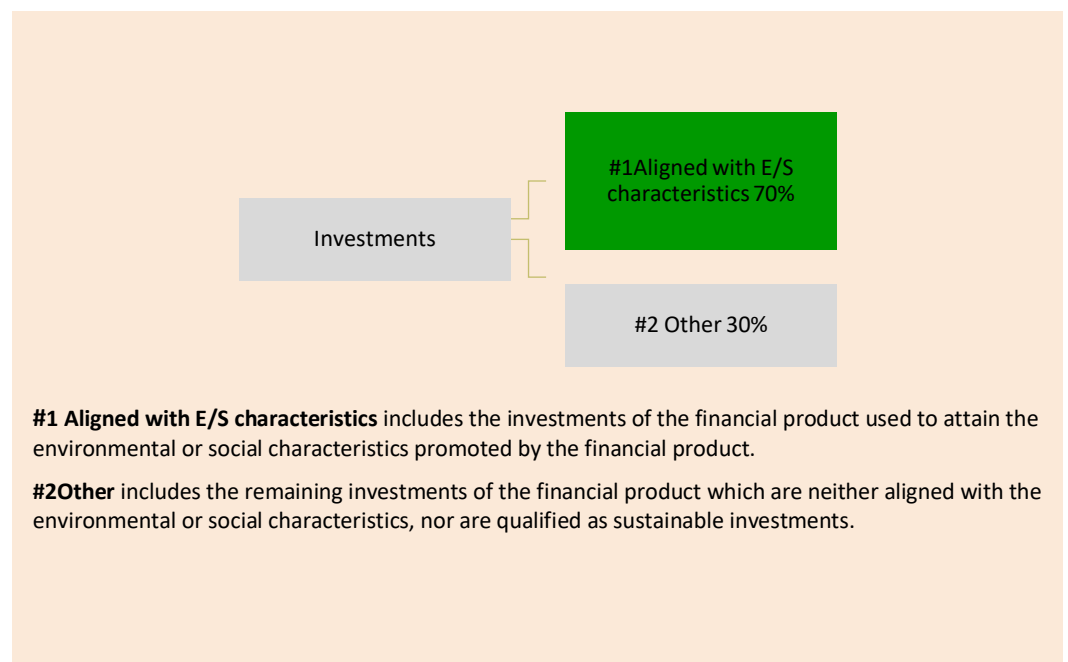 #1Aligned with E/S
characteristics 70%
Investments
#2 Other 30%
#1 Aligned with E/S characteristics includes the investments of the financial product used to attain the
environmental or social characteristics promoted by the financial product.
#2Other includes the remaining investments of the financial product which are neither aligned with the
environmental or social characteristics, nor are qualified as sustainable investments.